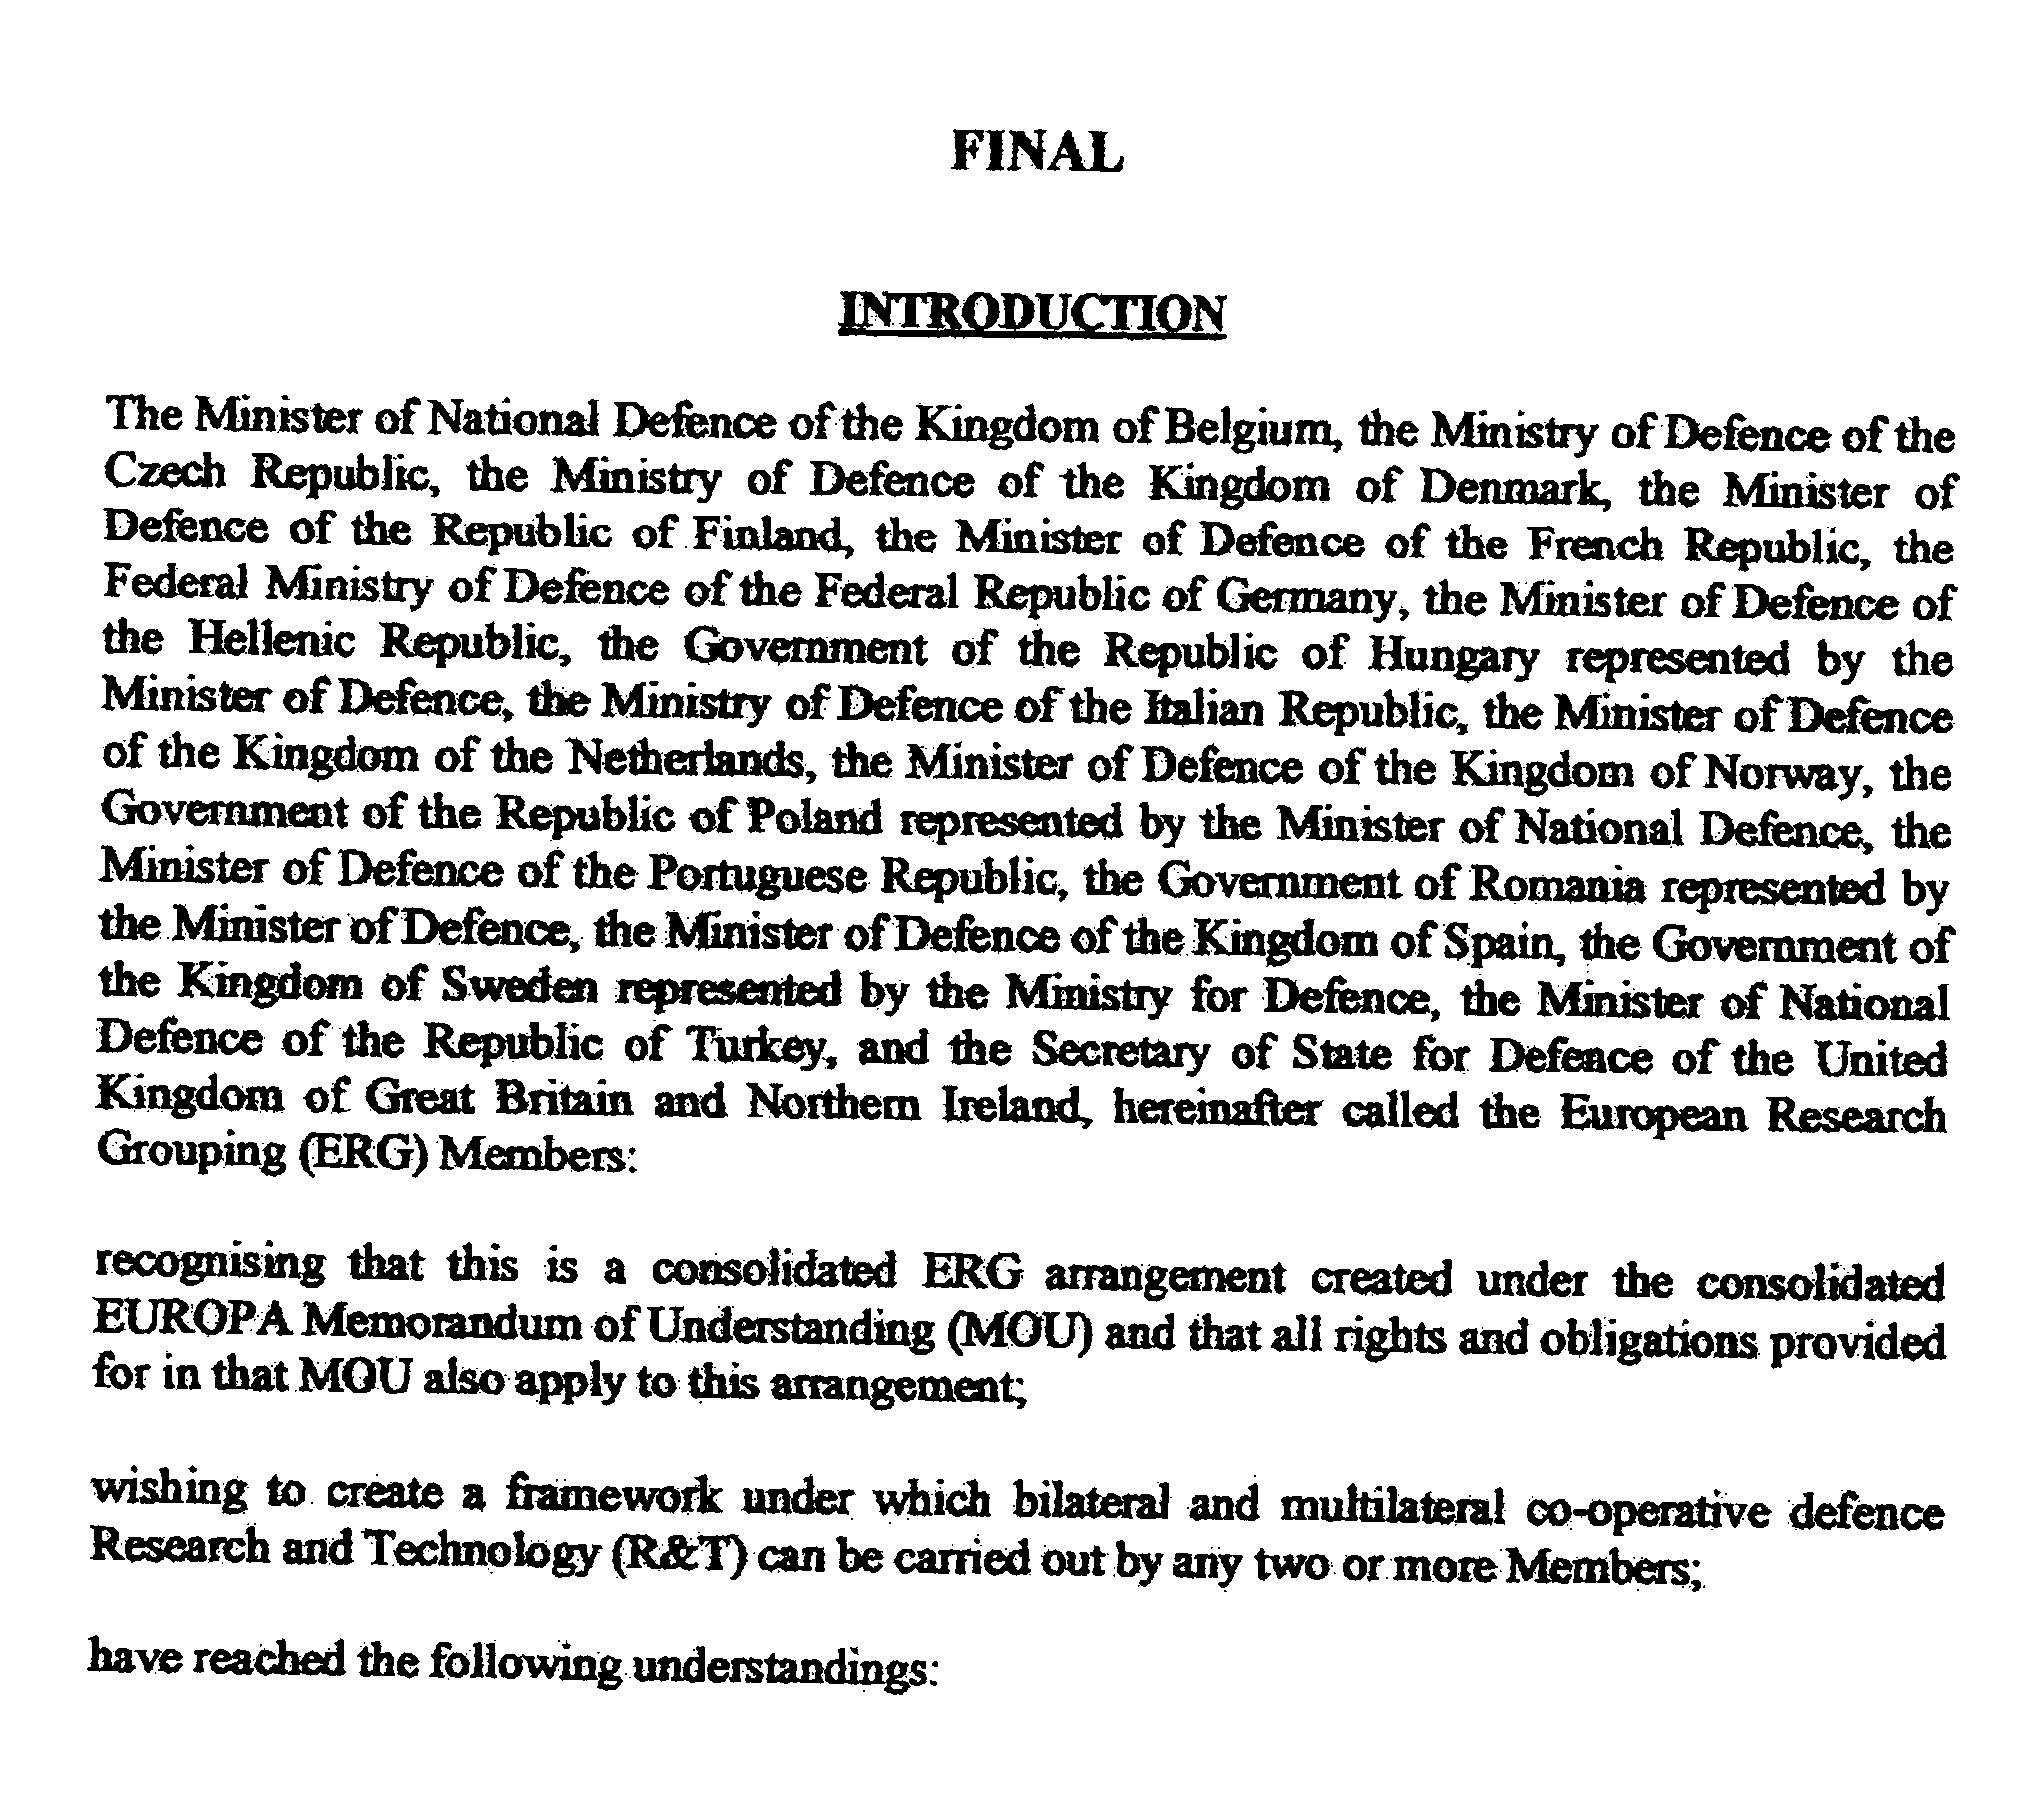 FINAL
INTRODUCTION
The Minister of National Defence of the Kingdom of Belgium, the Ministry of Defence of the
Czech Republic, the Ministry of Defence of the Kingdom of Denmark, the Minister of
Defence of the Republic of Finland, the Minister of Defence of the French Republic, the
Federal Ministry of Defence of the Federal Republic of Germany, the Minister of Defence of
the Hellenic Republic, the Government of the Republic of Hungary represented by the
Minister of Defence, the Ministry of Defence of the Italian Republic, the Minister of Defence
of the Kingdom of the Netherlands, the Minister of Defence of the Kingdom of Norway, the
Government of the Republic of Poland represented by the Minister of National Defence, the
Minister of Defence of the Portuguese Republic, the Government of Romania represented by
the Minister of Defence, the Minister of Defence of the Kingdom of Spain, the Government of
the Kingdom of Sweden represented by the Ministry for Defence, the Minister of National
Defence of the Republic of Turkey, and the Secretary of State for Defence of the United
Kingdom of Great Britain and Northern Ireland, hereinafter called the European Research
Grouping (ERG) Members:
recognising that this is a consolidated ERG arrangement created under the consolidated
EUROPA Memorandum of Understanding (MOU) and that all rights and obligations provided
for in that MOU also apply to this arrangement;
wishing to create a framework under which bilateral and multilateral co-operative defence
Research and Technology (R&T) can be carried out by any two or more Members;
have reached the following understandings: